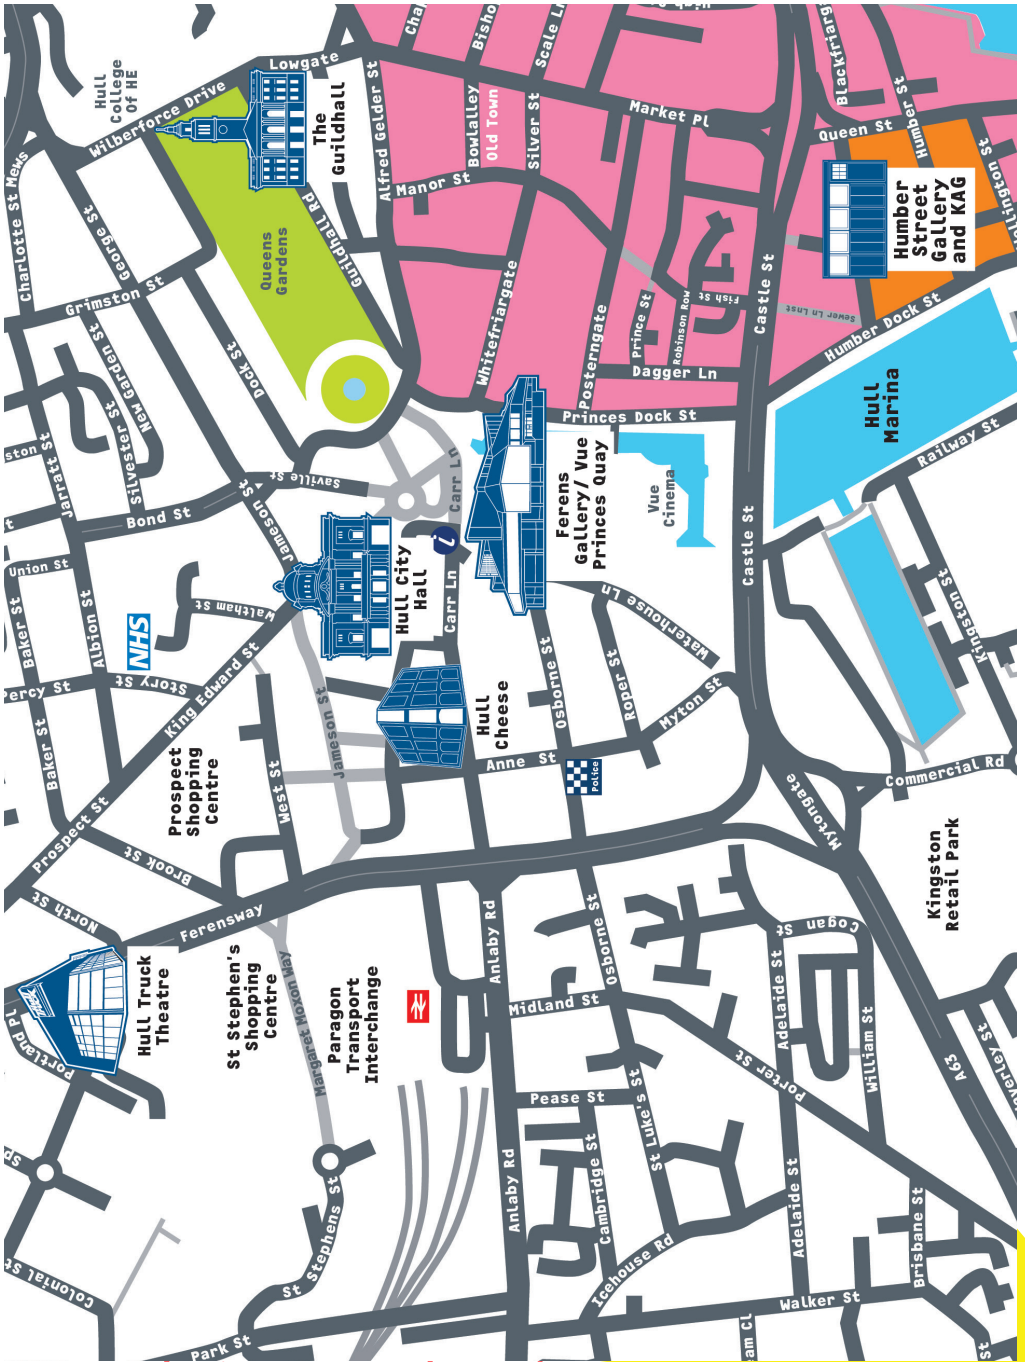 Hull
College
Of HE
Wilberforce Drive
Lowgate
The
Guildhall
Alfred Gelder St
Bowlalley
Old Town
Silver St
Scale Ln
Market Pl
Queen St
Humber St
Humber
Street
Gallery
and KAG
Humber Dock St
Charlotte St Mews
George St
Grimston St
Queens
Gardens
Guildhall Rd
Manor St
Whitefriargate
Posterngate
Prince St
Robinson Row
Fish St
Dagger Ln
Castle St
Sewer Ln
Princes Dock St
Hull
Marina
Railway St
New Garden St
Silvester St
Dock St
Jarratt St
Bond St
Saville St
Jameson St
Carr Ln
i
Ferens
Gallery/ Vue
Princes Quay
Vue
Cinema
Castle St
Kingston St
Kingston St
Union St
Baker St
Albion St
NHS
Waltham St
Story St
King Edward St
Hull City
Hall
Carr Ln
Osborne St
Roper St
Waterhouse Ln
Myton St
Baker St
Prospect St
Prospect
Shopping
Centre
West St
Jameson St
Hull
Cheese
Anne St
Police
Mytongate
Commercial Rd
Kingston
Retail Park
Brook St
North St
Ferensway
Hull Truck
Theatre
Portland Pl
St Stephen's
Shopping
Centre
Margaret Moxon Way
Paragon
Transport
Interchange
Anlaby Rd
Midland St
Osborne St
Adelaide St
Cogan St
William St
Porter St
A63
Pease St
St Luke's St
Cambridge St
Anlaby Rd
Icehouse Rd
Adelaide St
Walker St
Brisbane St
St Stephens St
Park St
Colonial St